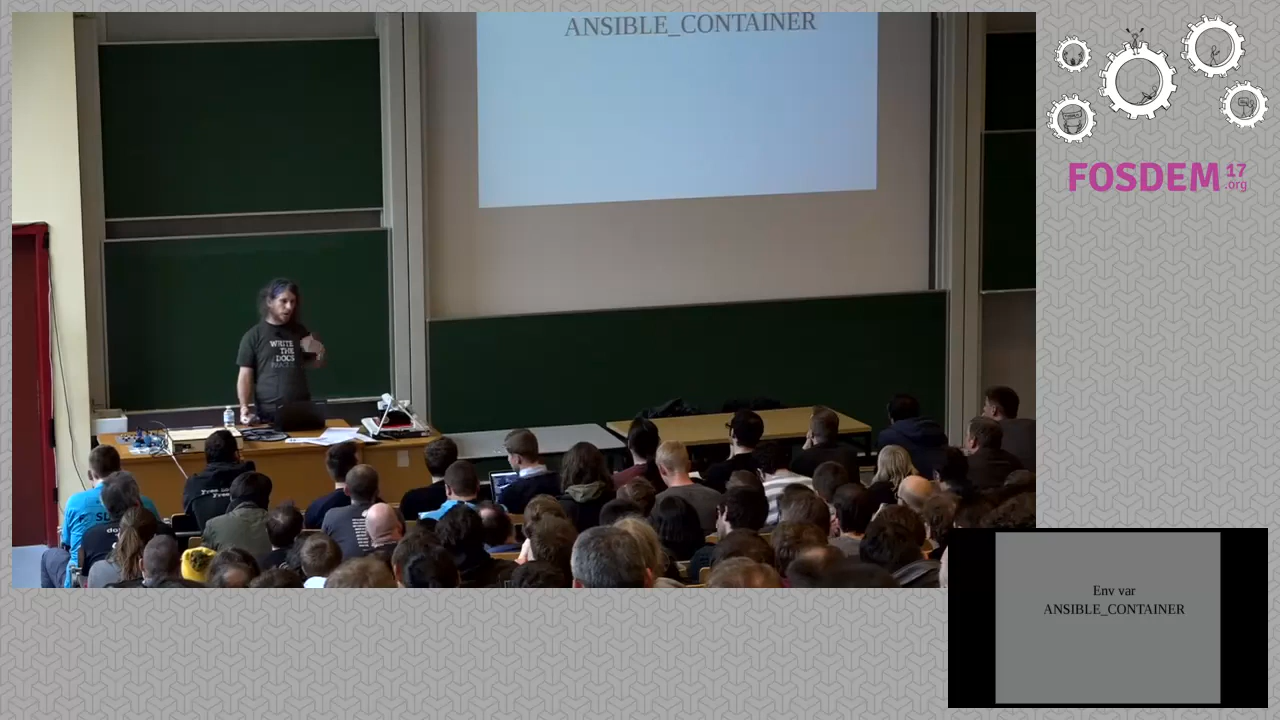 ANSIBLE_CONTAINER
WRITE
THE
DOCS
FOSDEM 17
.org
Env var
ANSIBLE_CONTAINER